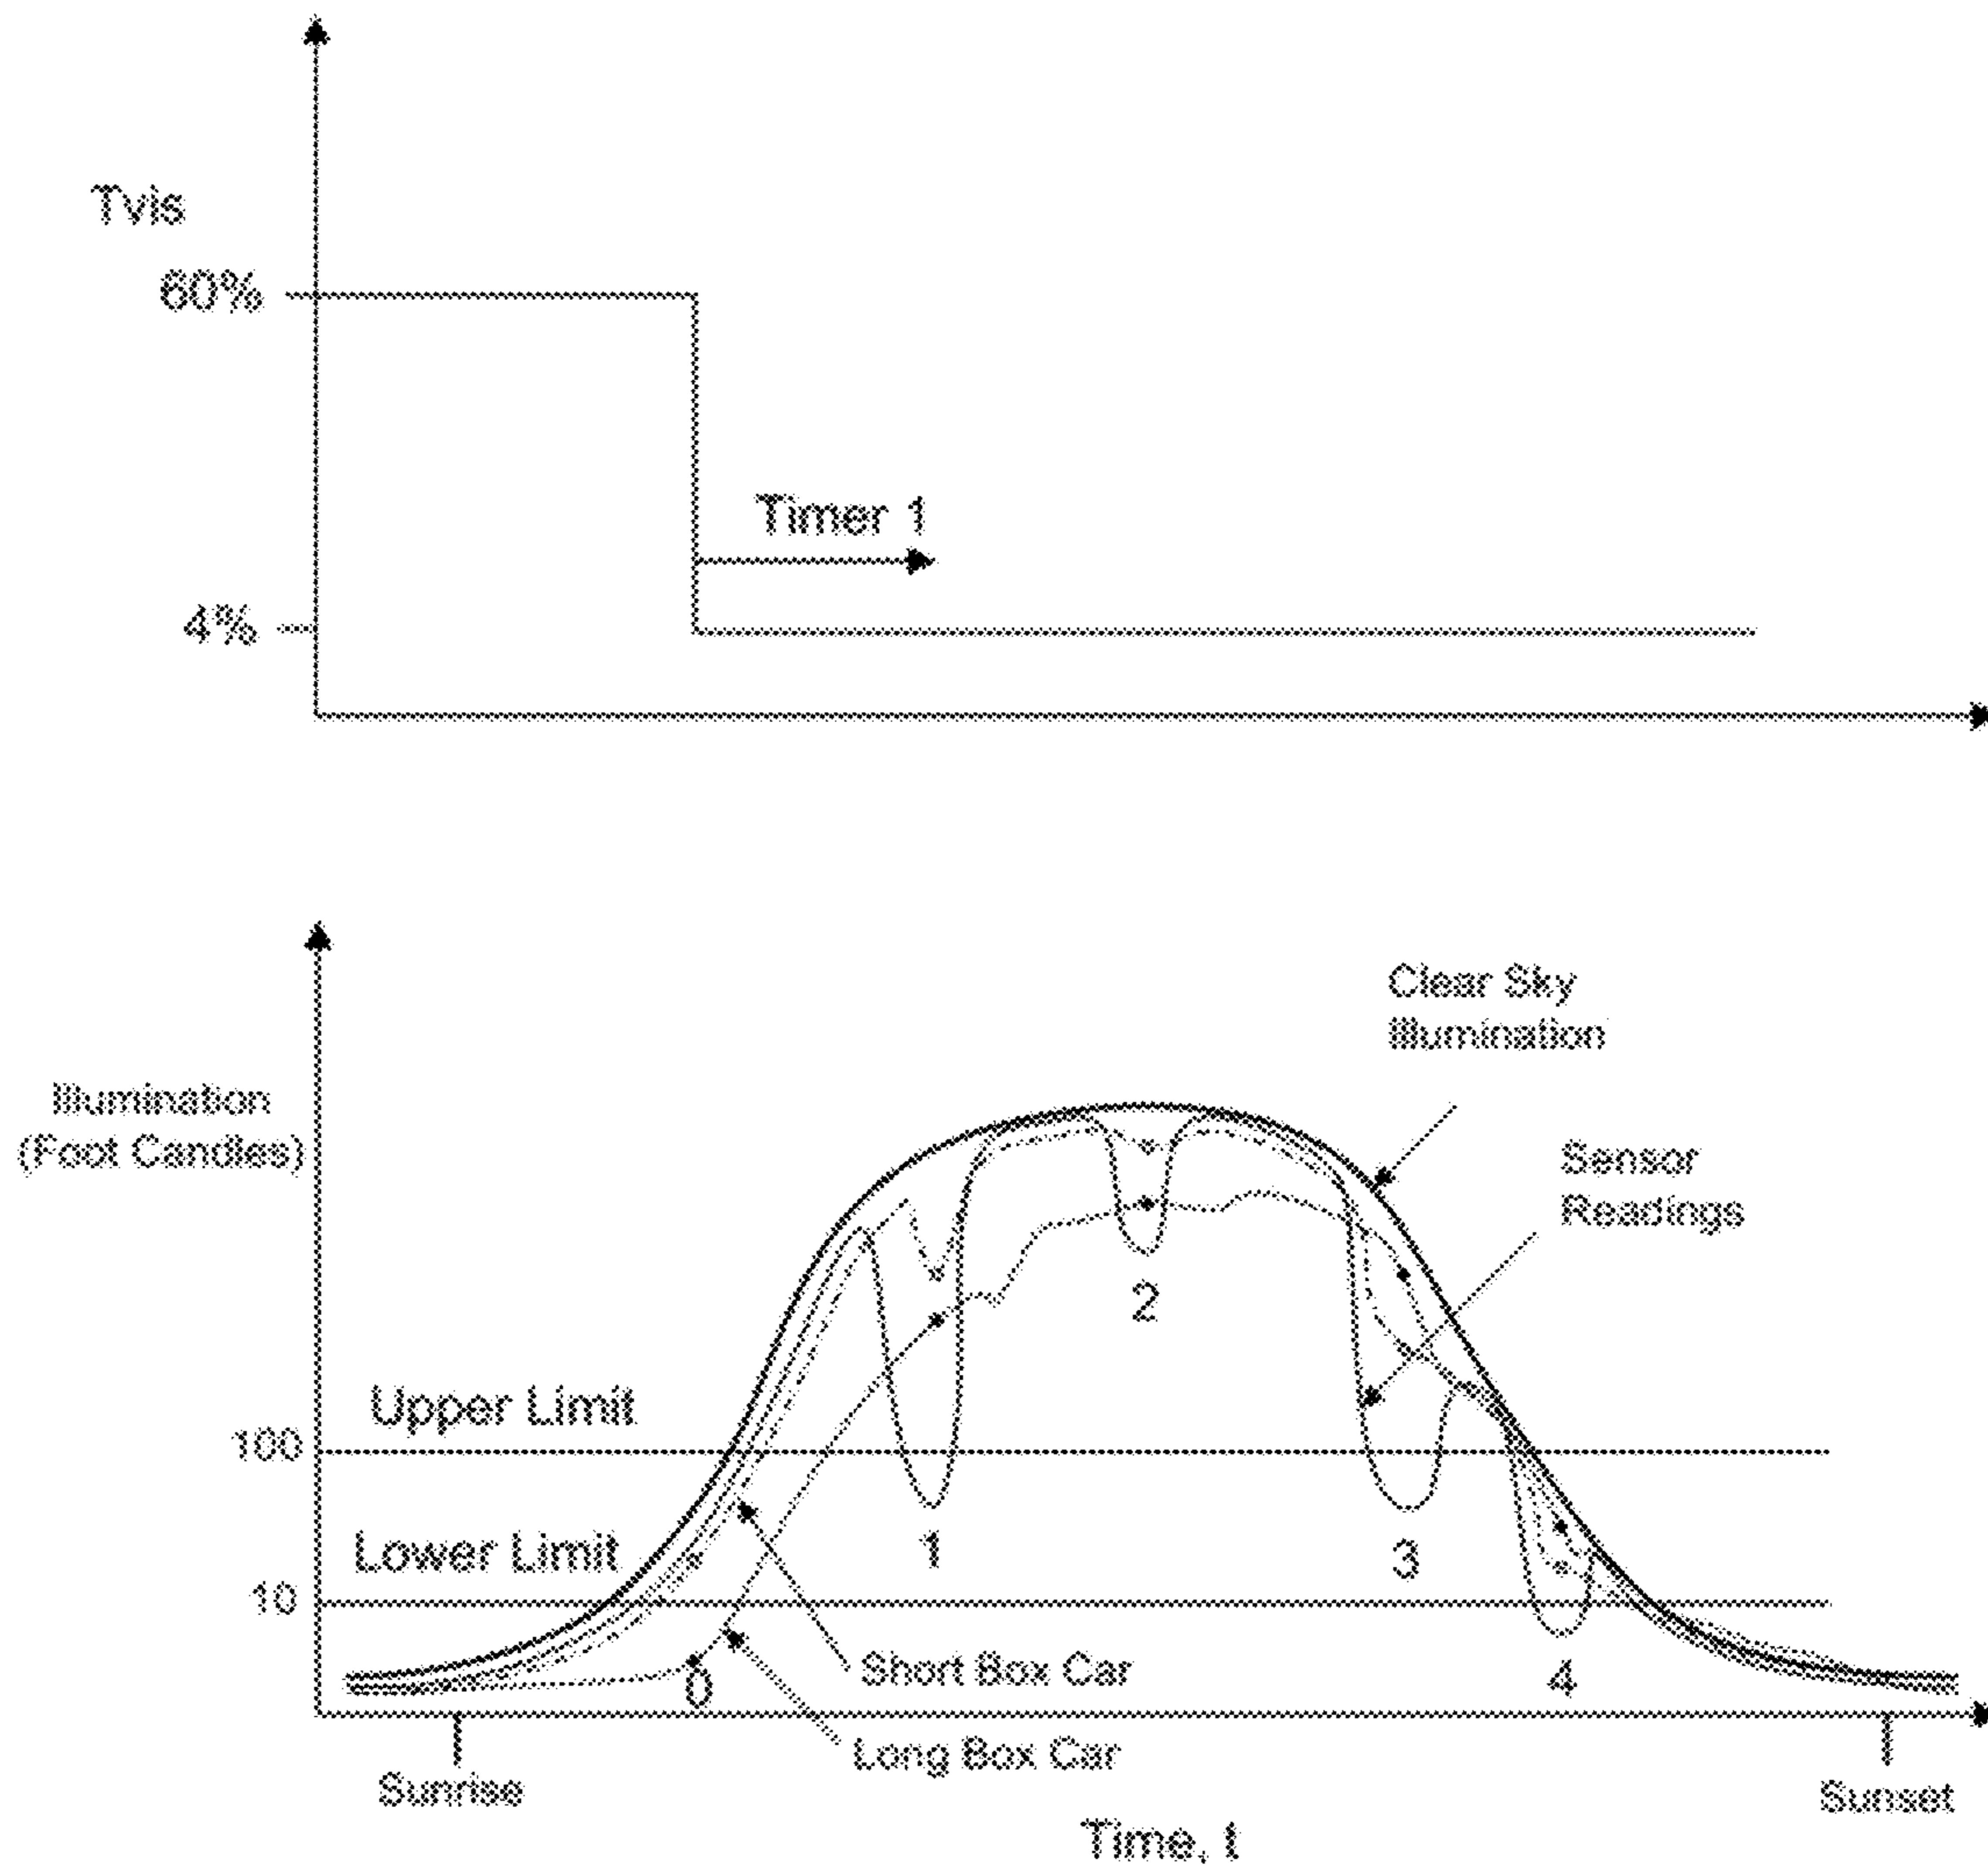 Tvis
60%
Timer 1
4%
Clear Sky
Illumination
Illumination
(Foot Candles)
Sensor
Readings
2
Upper Limit
100
1
3
Lower Limit
10
0
Short Box Car
4
Long Box Car
Sunrise
Sunset
Time, t